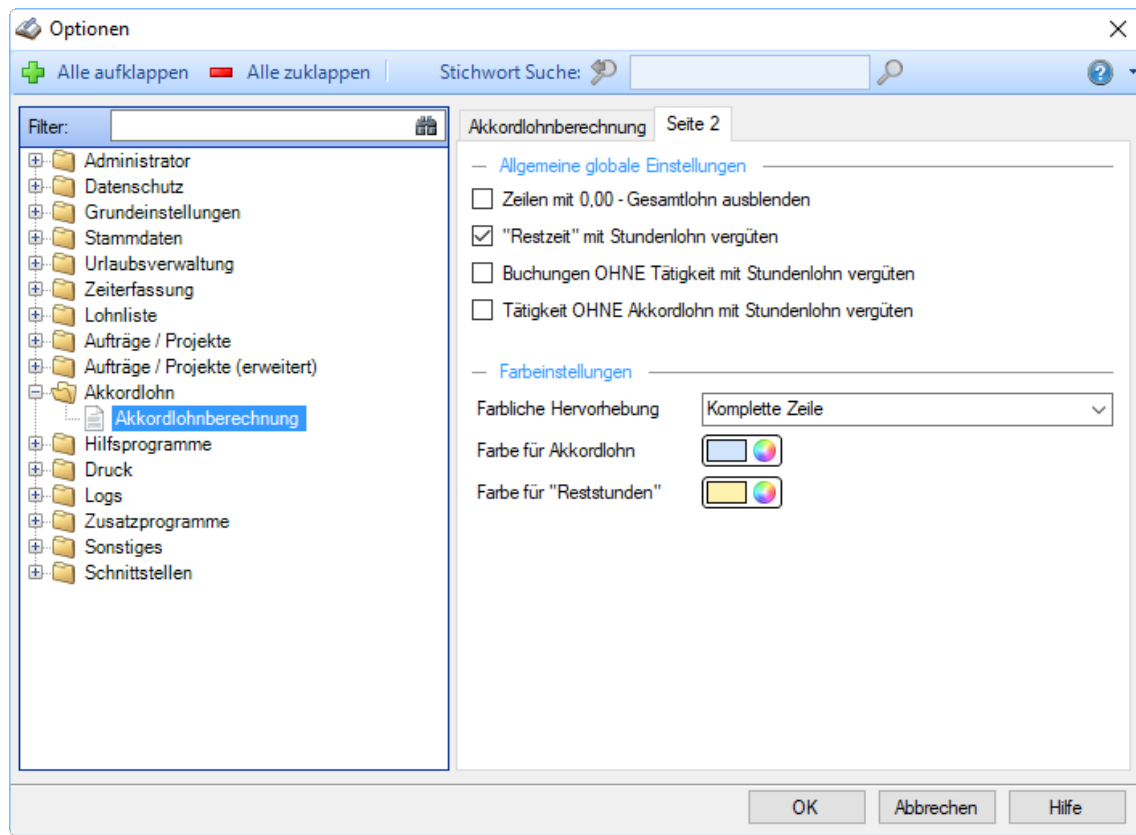 Optionen
Alle aufklappen Alle zuklappen Stichwort Suche:
Filter:
Administrator
Datenschutz
Grundeinstellungen
Stammdaten
Urlaubsverwaltung
Zeiterfassung
Lohnliste
Aufträge / Projekte
Aufträge / Projekte (erweitert)
Akkordlohn
Akkordlohnberechnung
Hilfsprogramme
Druck
Logs
Zusatzprogramme
Sonstiges
Schnittstellen
Akkordlohnberechnung Seite 2
Allgemeine globale Einstellungen
Zeilen mit 0,00 - Gesamtlohn ausblenden
"Restzeit" mit Stundenlohn vergüten
Buchungen OHNE Tätigkeit mit Stundenlohn vergüten
Tätigkeit OHNE Akkordlohn mit Stundenlohn vergüten
Farbeinstellungen
Farbliche Hervorhebung Komplette Zeile
Farbe für Akkordlohn
Farbe für "Reststunden"
OK Abbrechen Hilfe